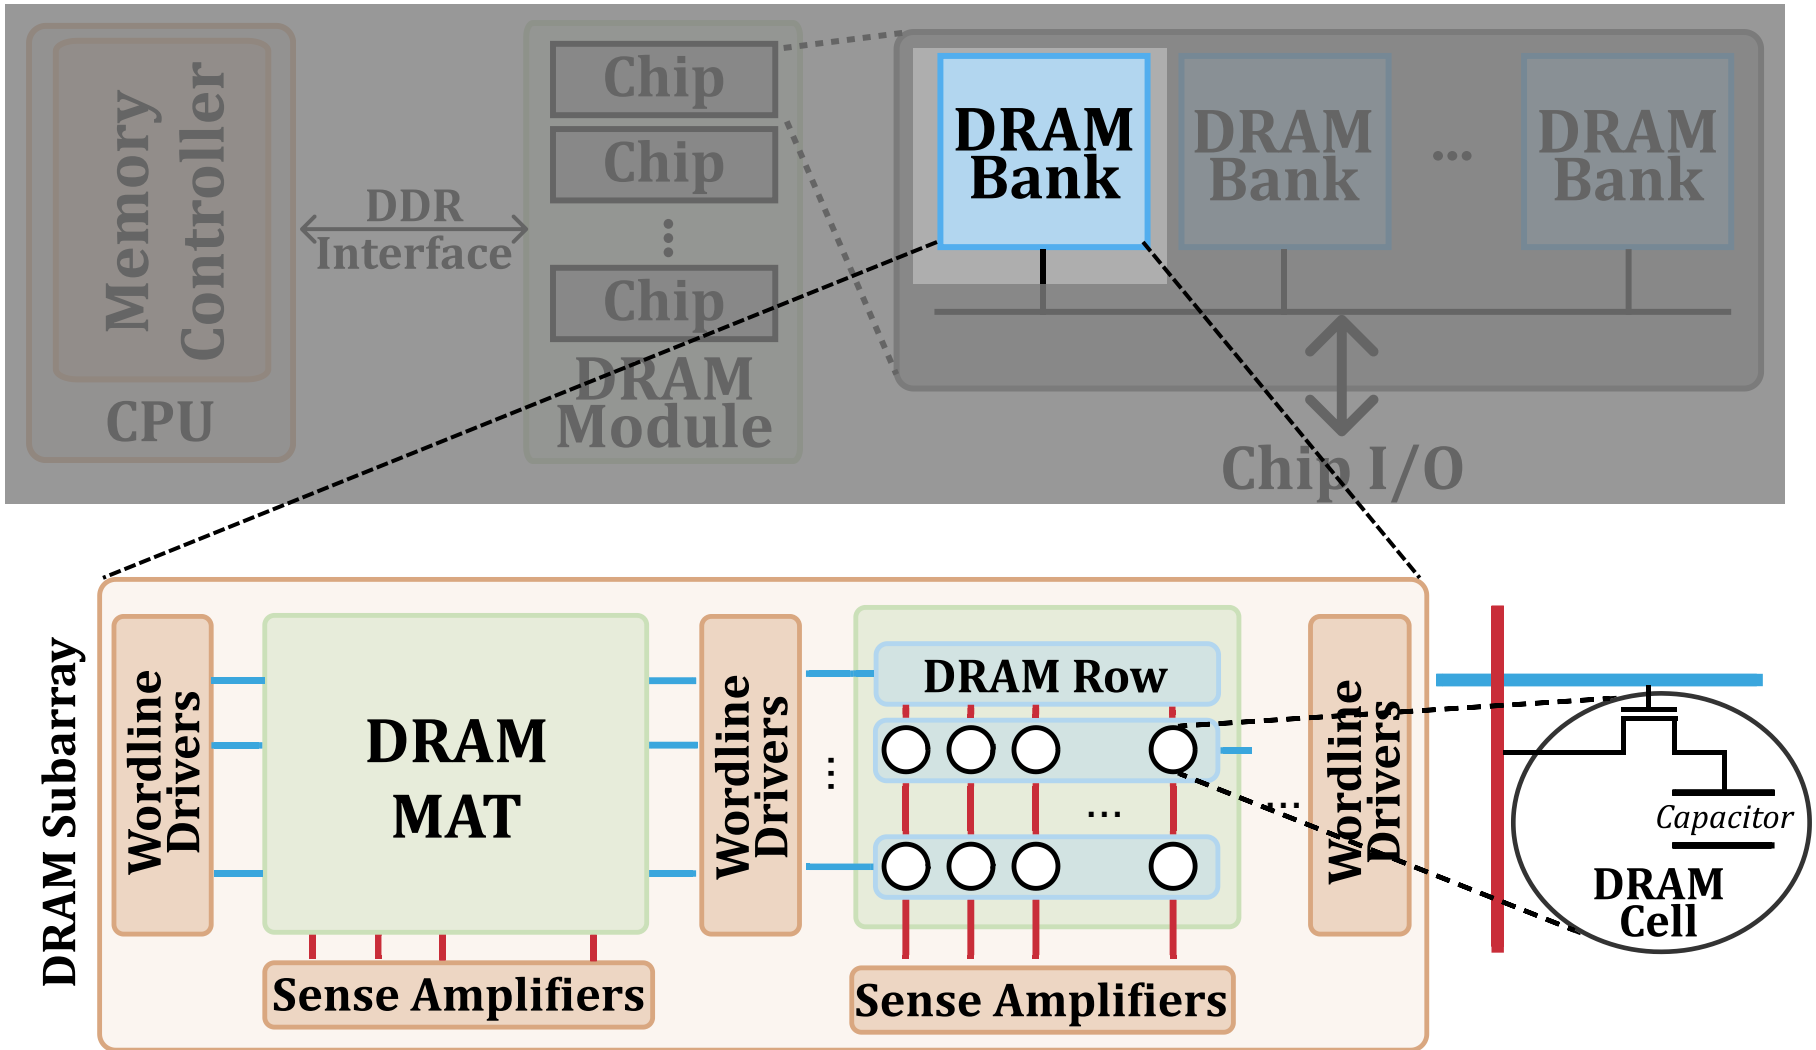 Memory
Controller
CPU
DDR
Interface
Chip
Chip
...
Chip
DRAM
Module
DRAM
Bank
DRAM
Bank
...
DRAM
Bank
Chip I/O
DRAM Subarray
Wordline
Drivers
DRAM
MAT
Sense Amplifiers
Wordline
Drivers
...
DRAM Row
...
Sense Amplifiers
...
Wordline
Drivers
Capacitor
DRAM
Cell